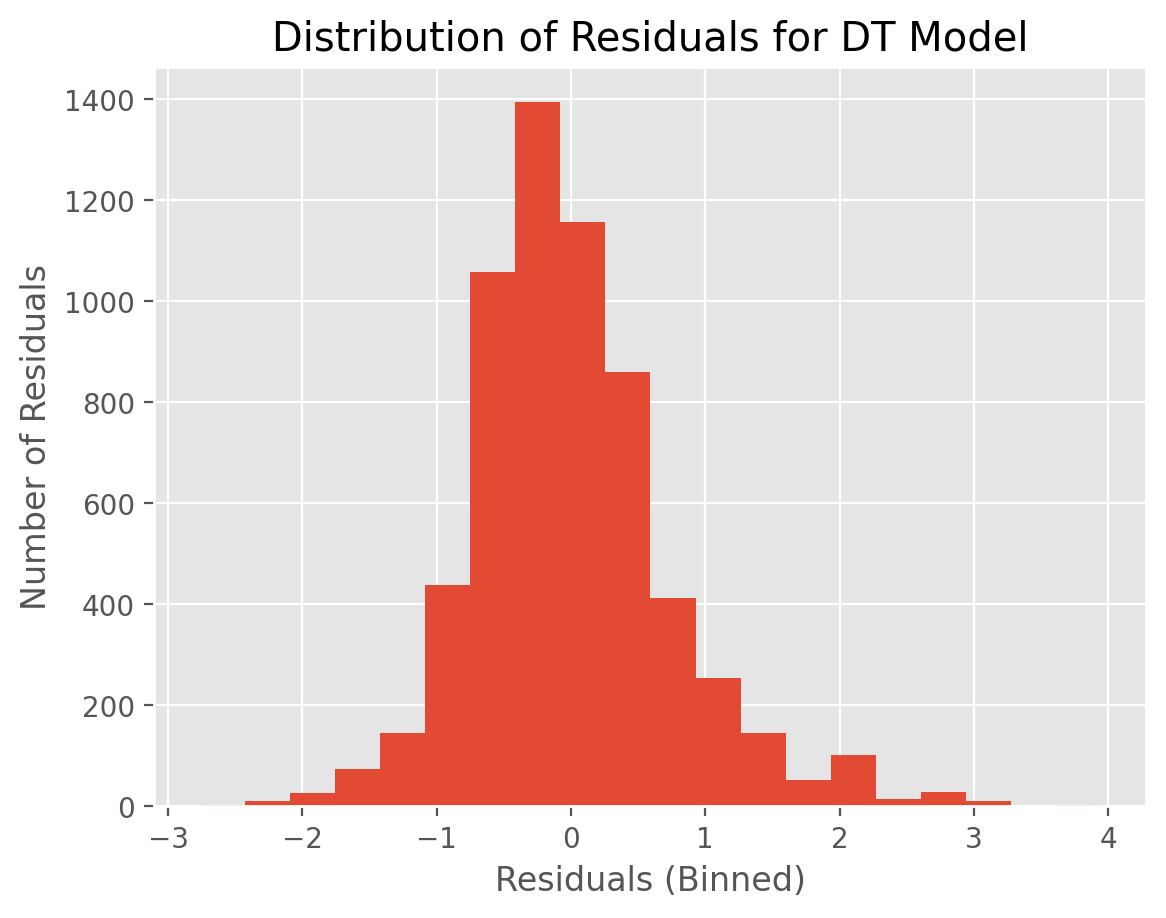 Distribution of Residuals for DT Model
Number of Residuals
1400
1200
1000
800
600
400
200
0
−3 −2 −1 0 1 2 3 4
Residuals (Binned)